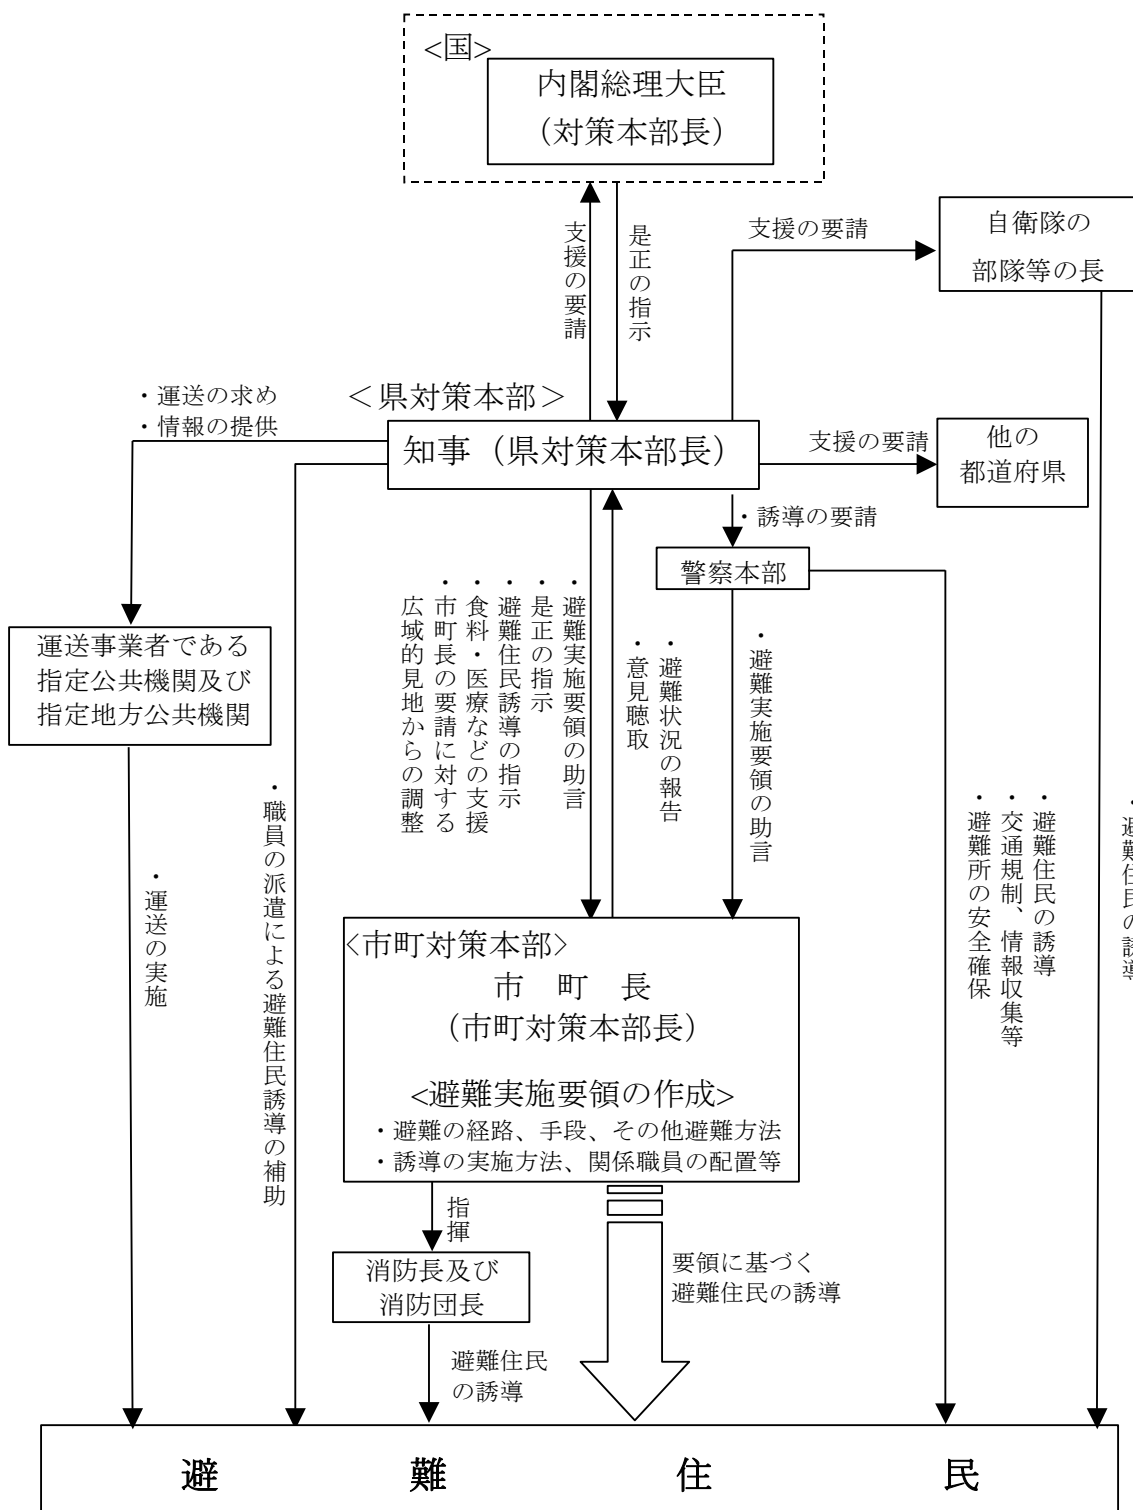 <国>
内閣総理大臣
（対策本部長）
支援の要請
是正の指示
支援の要請
自衛隊の
部隊等の長
・運送の求め
・情報の提供
＜県対策本部＞
知事（県対策本部長）
支援の要請
他の
都道府県
・誘導の要請
警察本部
運送事業者である
指定公共機関及び
指定地方公共機関
・避難実施要領の助言
・是正の指示
・避難住民誘導の指示
・食料・医療などの支援
・市町長の要請に対する
広域的見地からの調整
・避難状況の報告
・意見聴取
・避難実施要領の助言
・避難住民の誘導
・交通規制、情報収集等
・避難所の安全確保
・避難住民の誘導
・職員の派遣による避難住民誘導の補助
・運送の実施
<市町対策本部>
市　町　長
（市町対策本部長）
<避難実施要領の作成>
・避難の経路、手段、その他避難方法
・誘導の実施方法、関係職員の配置等
指揮
消防長及び
消防団長
要領に基づく
避難住民の誘導
避難住民
の誘導
避　難　住　民